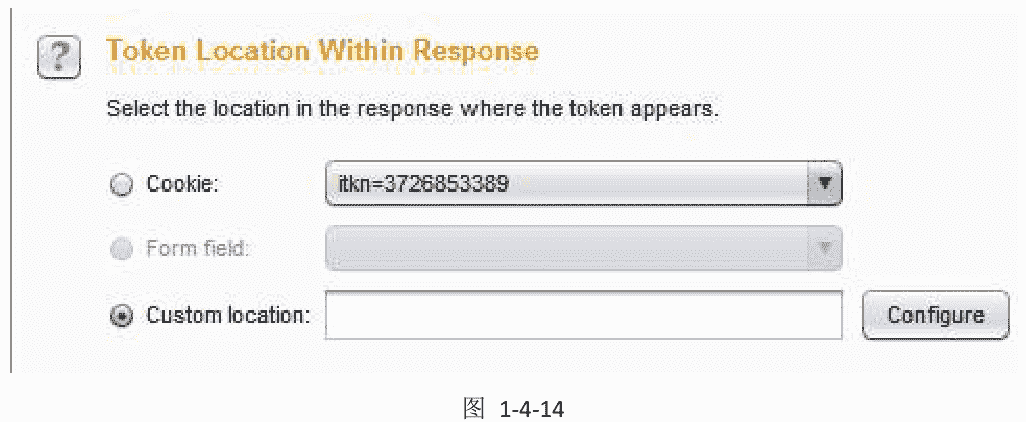 ?
Token Location Within Response
Select the location in the response where the token appears.
Cookie: itkn=3726853389
Form field:
Custom location: Configure
图 1-4-14